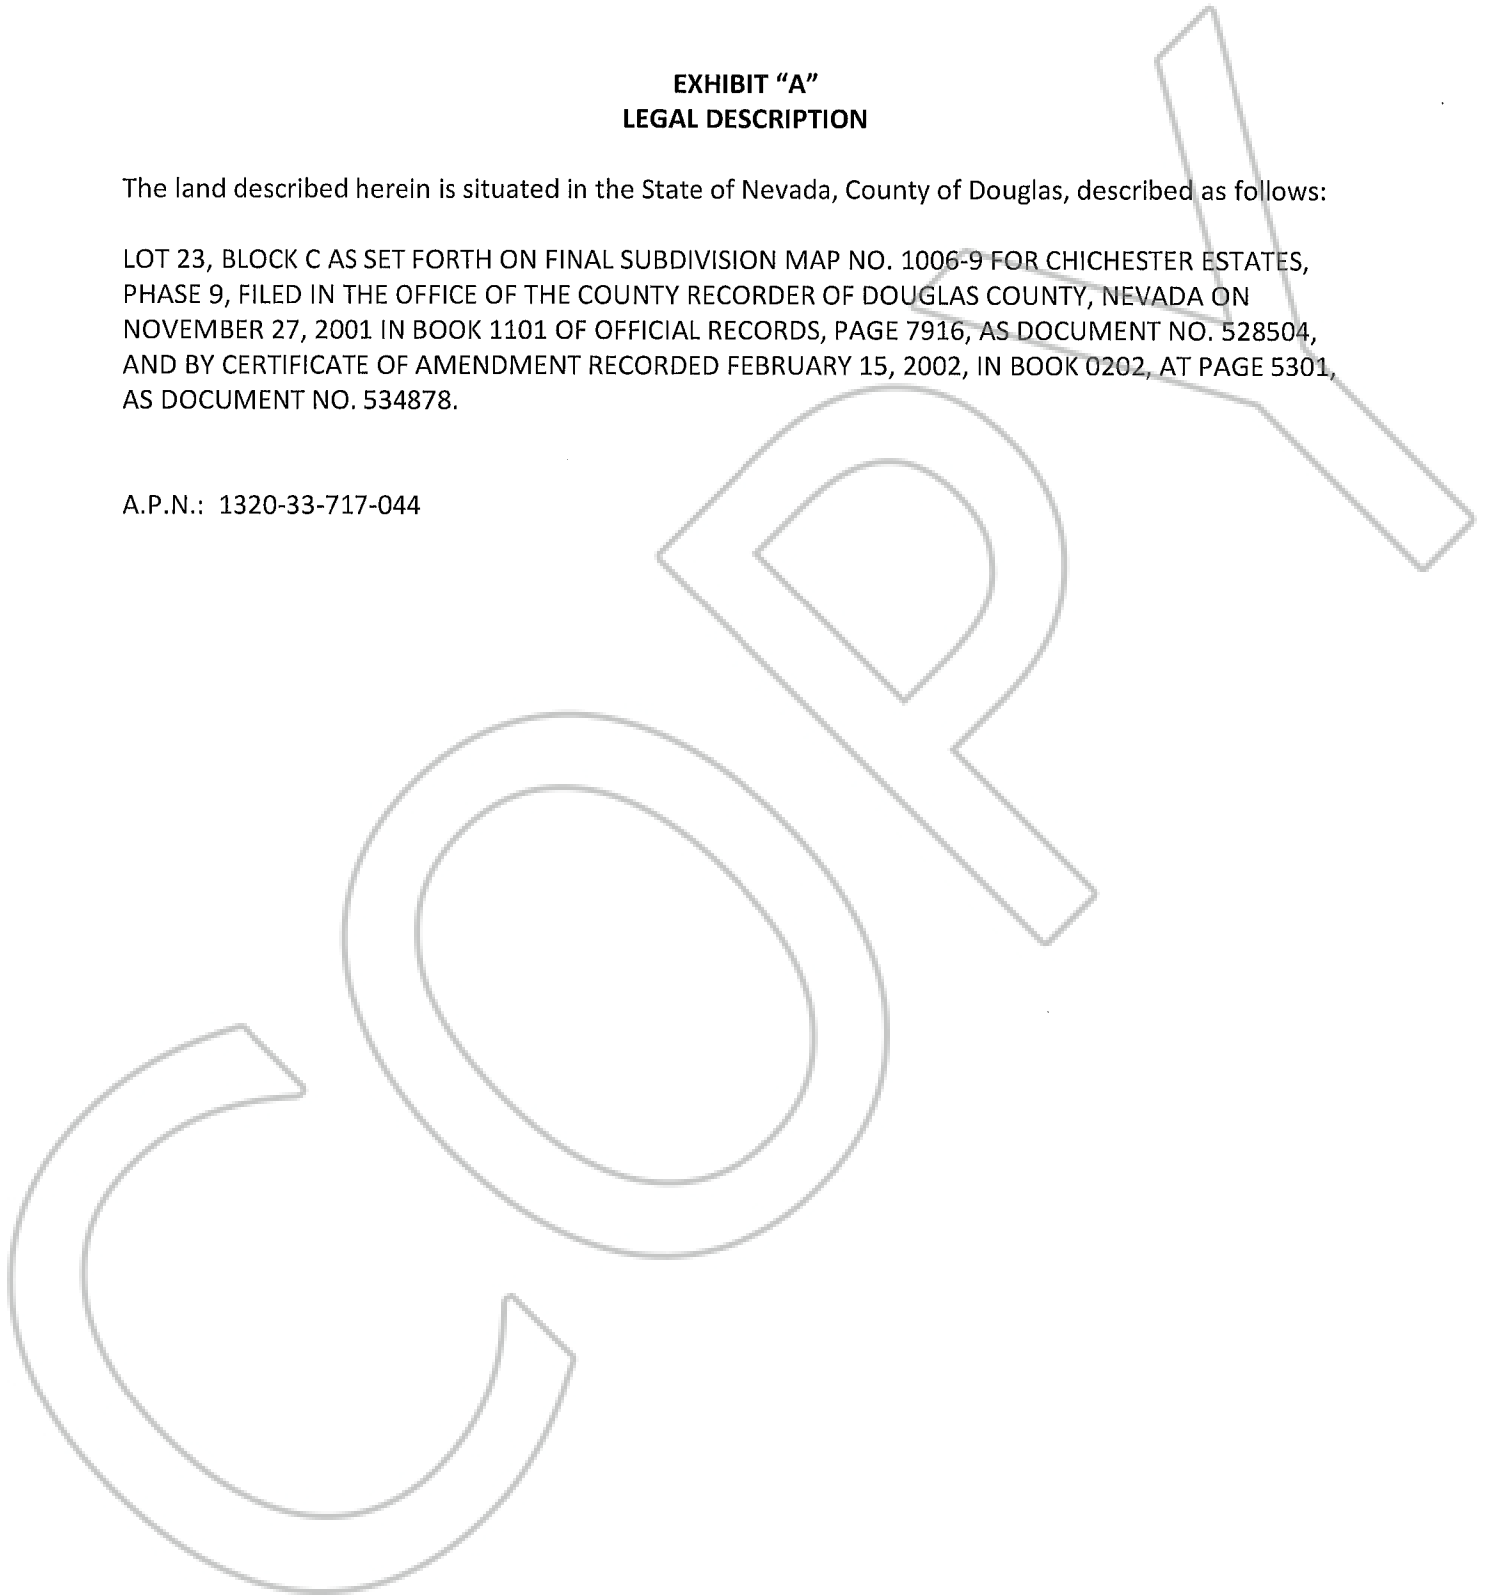 EXHIBIT “A”
LEGAL DESCRIPTION
The land described herein is situated in the State of Nevada, County of Douglas, described as follows:
LOT 23, BLOCK C AS SET FORTH ON FINAL SUBDIVISION MAP NO. 1006-9 FOR CHICHESTER ESTATES,
PHASE 9, FILED IN THE OFFICE OF THE COUNTY RECORDER OF DOUGLAS COUNTY, NEVADA ON
NOVEMBER 27, 2001 IN BOOK 1101 OF OFFICIAL RECORDS, PAGE 7916, AS DOCUMENT NO. 528504,
AND BY CERTIFICATE OF AMENDMENT RECORDED FEBRUARY 15, 2002, IN BOOK 0202, AT PAGE 5301,
AS DOCUMENT NO. 534878.
A.P.N.: 1320-33-717-044
COPY